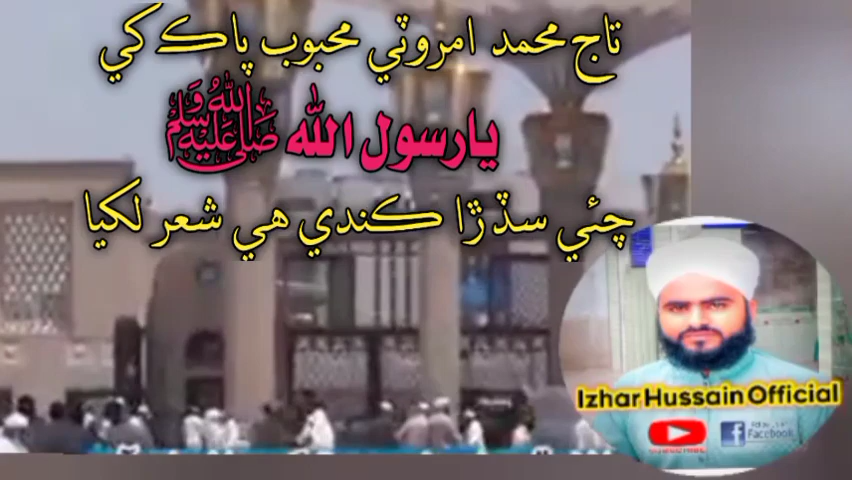 تاج محمد امروٽي محبوب پاڪ کي
يارسول الله ﷺ
چئي سڏڙا ڪندي هي شعر لکيا
Izhar Hussain Official
Facebook